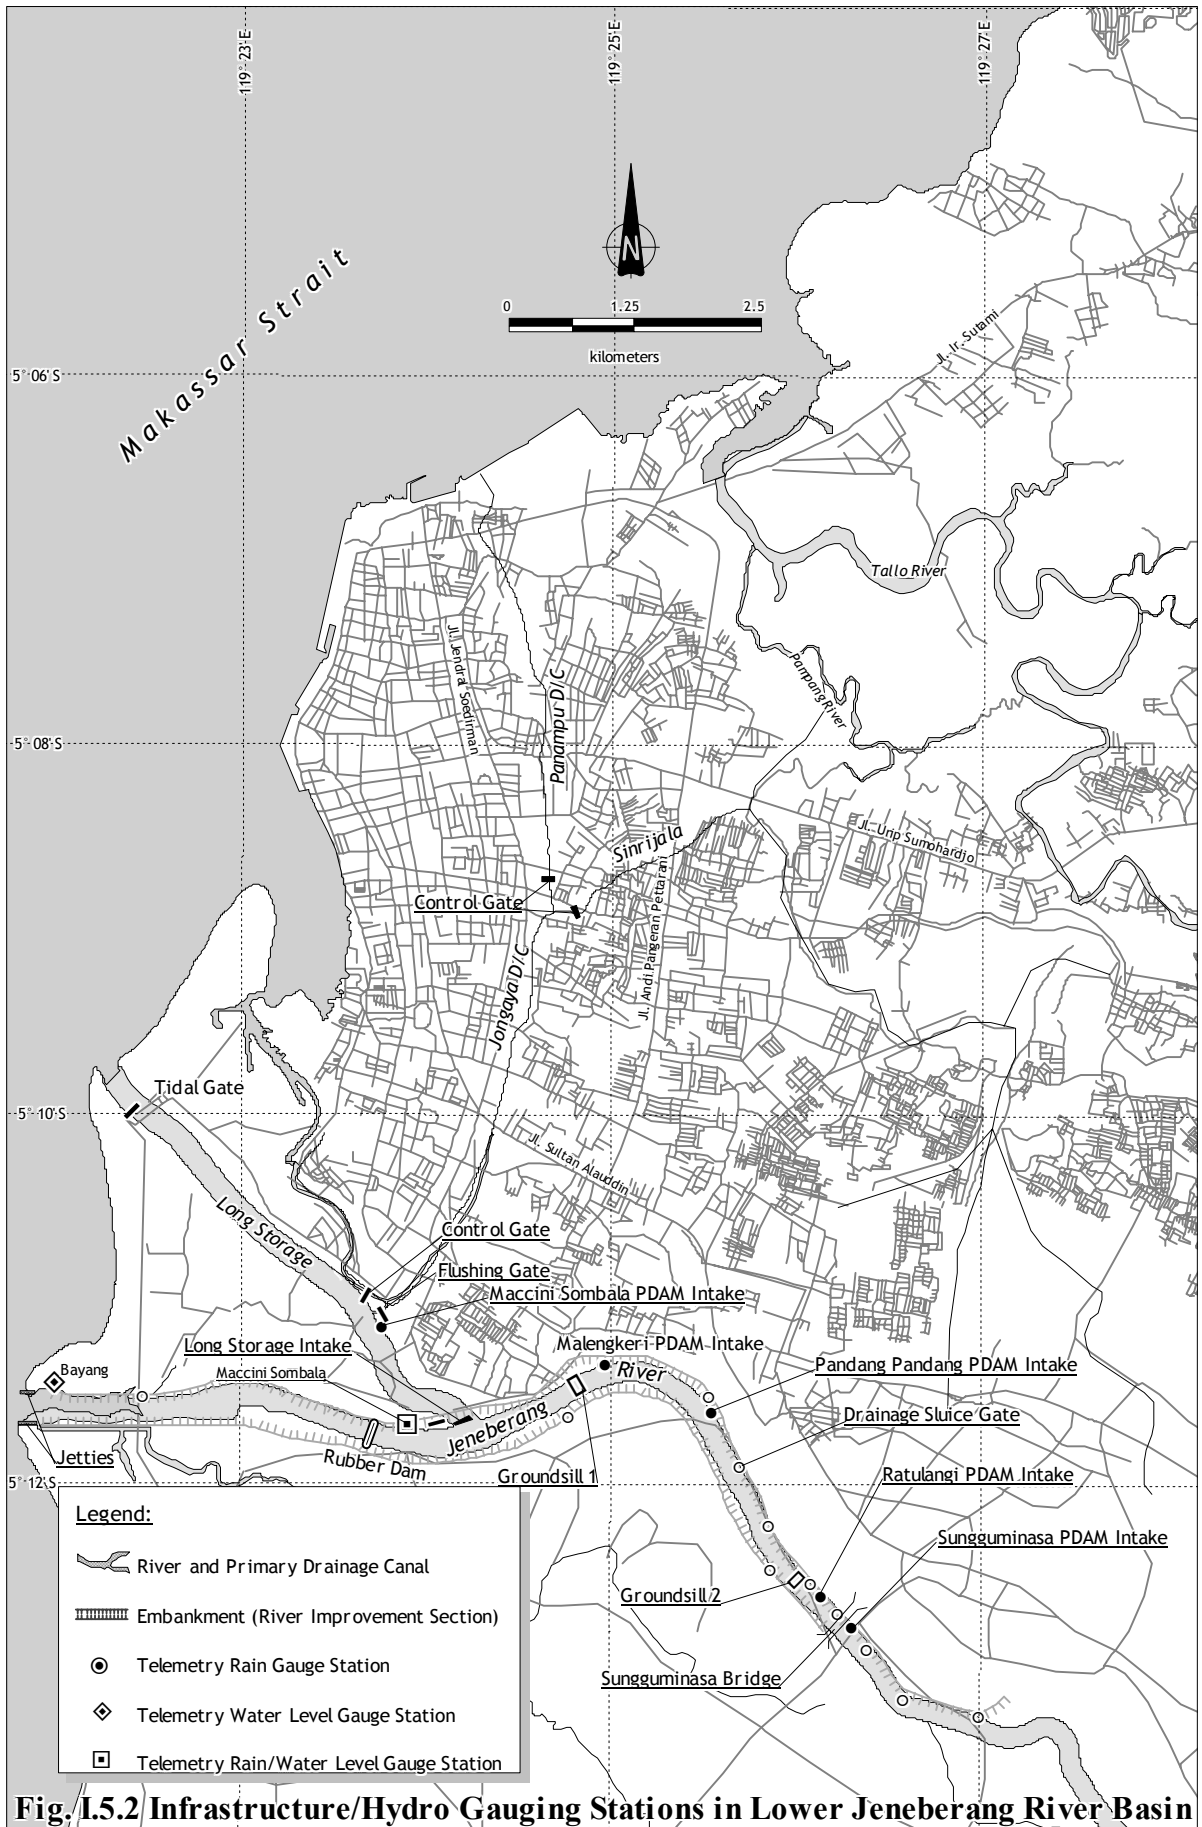 119° 23' E
119° 25' E
119° 27' E
N
Makassar Strait
0 1.25 2.5
kilometers
Jl. Ir. Sutami
5° 06' S
Tallo River
Jl. Jendral Soedirman
Pampang River
Panampu D/C
5° 08' S
Jl. Urip Sumohardjo
Sinrijala
Control Gate
Jl. Andi Pangeran Pettarani
Jongaya D/C
Tidal Gate
5° 10' S
Jl. Sultan Alauddin
Long Storage
Control Gate
Flushing Gate
Maccini Sombala PDAM Intake
Long Storage Intake
Malengkeri PDAM Intake
Bayang
Maccini Sombala
River
Pandang Pandang PDAM Intake
Jeneberang
Drainage Sluice Gate
Jetties
Rubber Dam
Groundsill 1
Ratulangi PDAM Intake
5° 12' S
Legend:
River and Primary Drainage Canal
Embankment (River Improvement Section)
Telemetry Rain Gauge Station
Telemetry Water Level Gauge Station
Telemetry Rain/Water Level Gauge Station
Sungguminasa PDAM Intake
Groundsill 2
Sungguminasa Bridge
Fig. I.5.2 Infrastructure/Hydro Gauging Stations in Lower Jeneberang River Basin